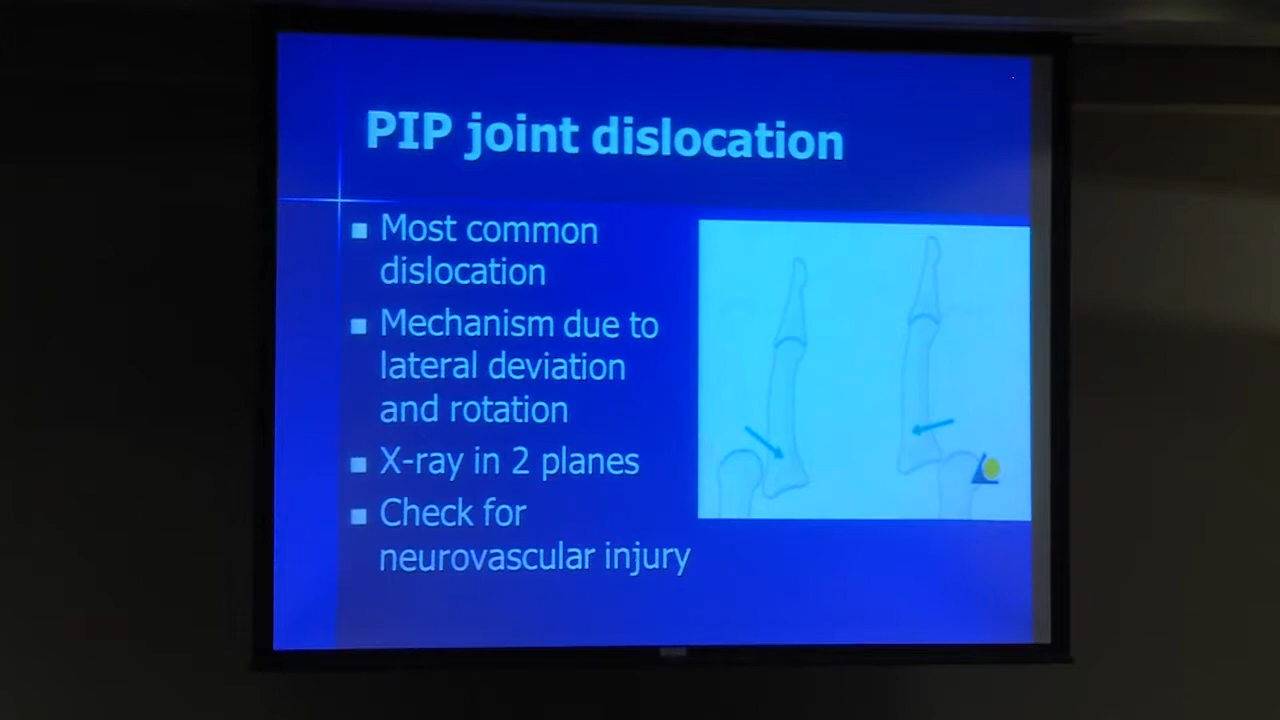 PIP joint dislocation
Most common
dislocation
Mechanism due to
lateral deviation
and rotation
X-ray in 2 planes
Check for
neurovascular injury